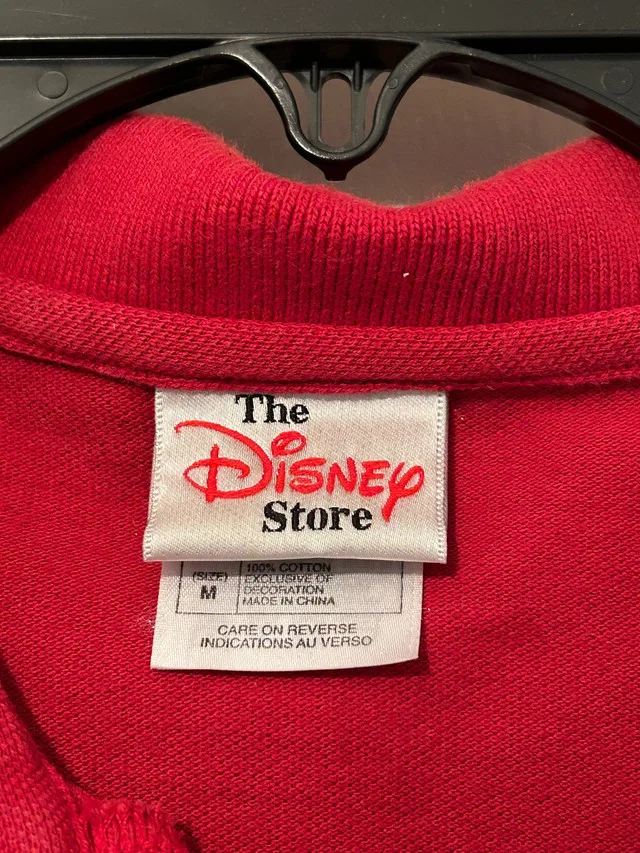 The
Disney
Store
(SIZE)
M
100% COTTON
EXCLUSIVE OF
DECORATION
MADE IN CHINA
CARE ON REVERSE
INDICATIONS AU VERSO